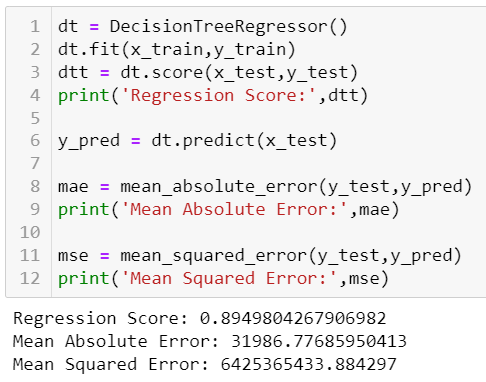 1 dt = DecisionTreeRegressor()
2 dt.fit(x_train,y_train)
3 dtt = dt.score(x_test,y_test)
4 print('Regression Score:',dtt)
5
6 y_pred = dt.predict(x_test)
7
8 mae = mean_absolute_error(y_test,y_pred)
9 print('Mean Absolute Error:',mae)
10
11 mse = mean_squared_error(y_test,y_pred)
12 print('Mean Squared Error:',mse)
Regression Score: 0.8949804267906982
Mean Absolute Error: 31986.77685950413
Mean Squared Error: 6425365433.884297